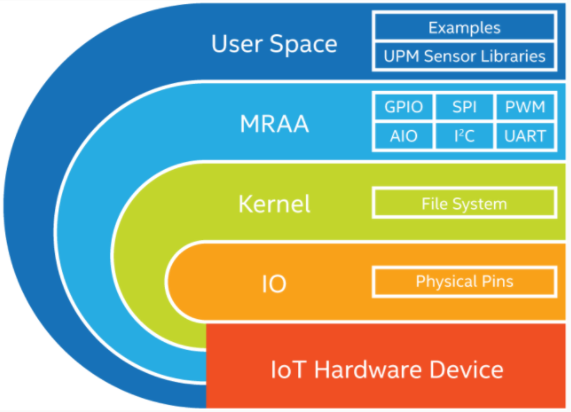 User Space
Examples
UPM Sensor Libraries
MRAA
GPIO SPI PWM
AIO I²C UART
Kernel
File System
IO
Physical Pins
IoT Hardware Device